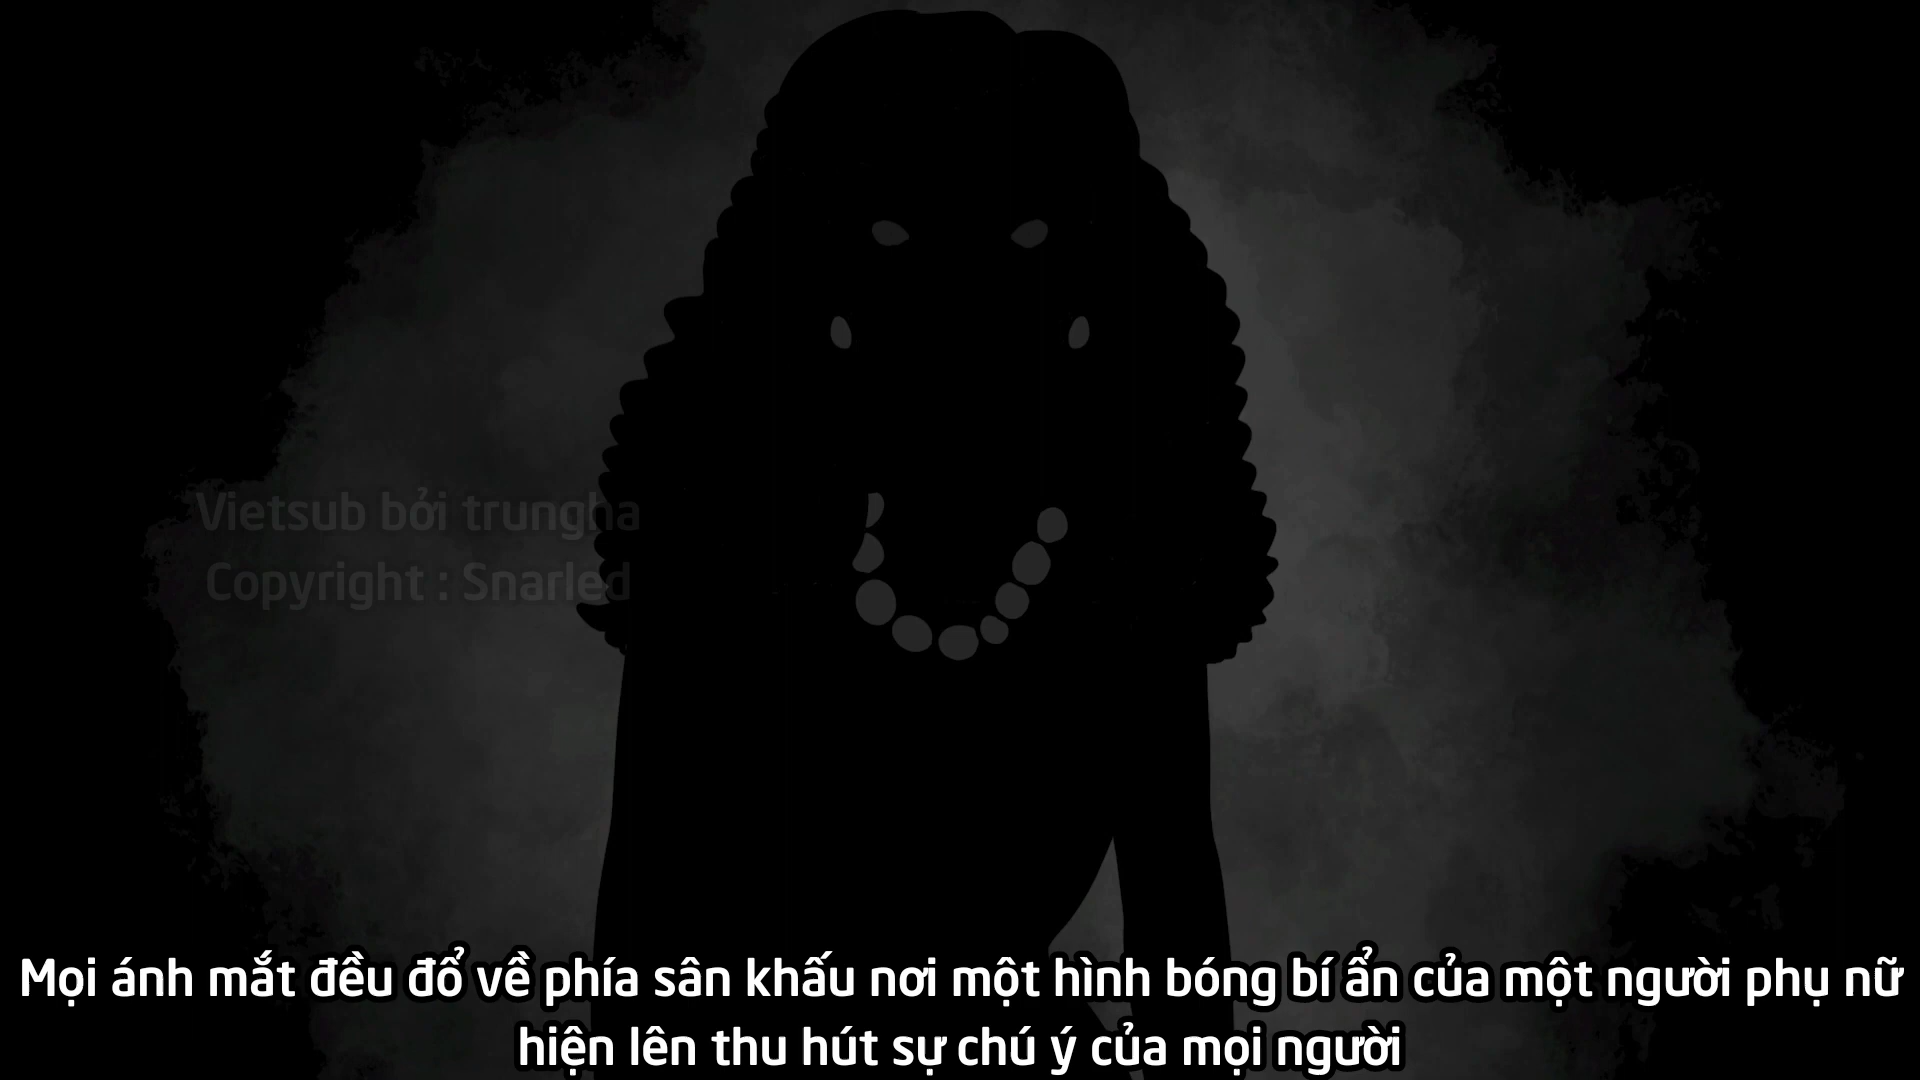 Vietsub bởi trungha
Copyright : Snarled
Mọi ánh mắt đều đổ về phía sân khấu nơi một hình bóng bí ẩn của một người phụ nữ
hiện lên thu hút sự chú ý của mọi người